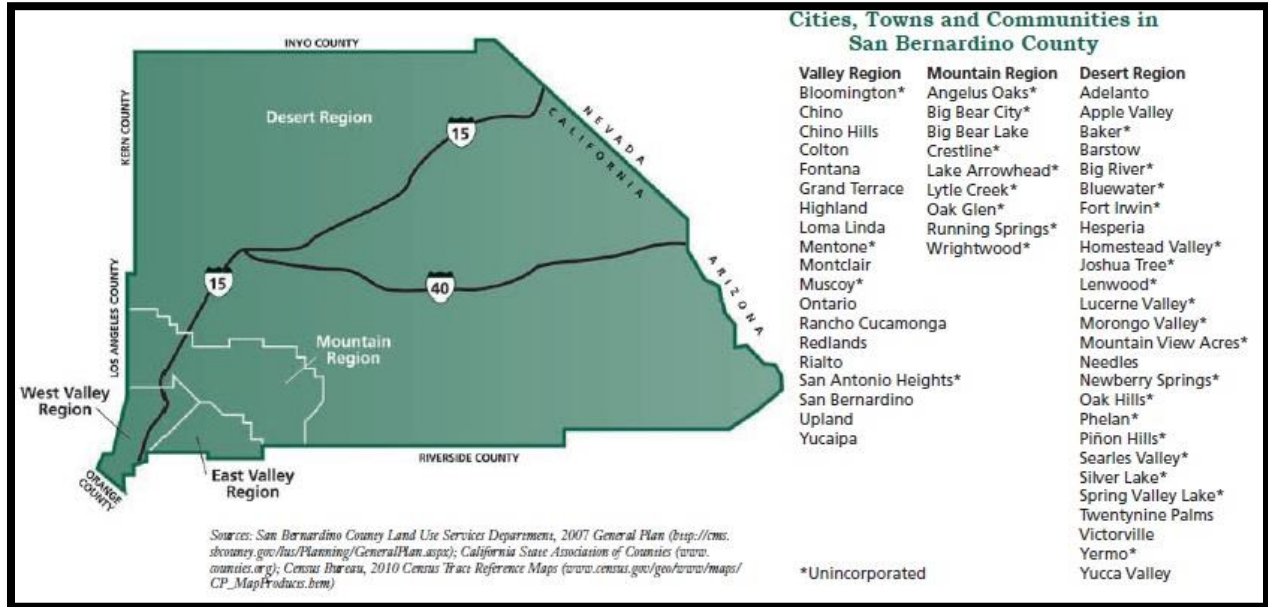 Cities, Towns and Communities in
San Bernardino County
INYO COUNTY
KERN COUNTY
Desert Region
15
NEVADA
CALIFORNIA
LOS ANGELES COUNTY
15
40
ARIZONA
Mountain
Region
West Valley
Region
East Valley
Region
RIVERSIDE COUNTY
ORANGE
COUNTY
Sources: San Bernardino County Land Use Services Department, 2007 General Plan (http://cms.
sbcounty.gov/lus/Planning/GeneralPlan.aspx); California State Association of Counties (www.
counties.org); Census Bureau, 2010 Census Tract Reference Maps (www.census.gov/geo/www/maps/
CP_MapProducts.htm)
Valley Region
Bloomington*
Chino
Chino Hills
Colton
Fontana
Grand Terrace
Highland
Loma Linda
Mentone*
Montclair
Muscoy*
Ontario
Rancho Cucamonga
Redlands
Rialto
San Antonio Heights*
San Bernardino
Upland
Yucaipa
*Unincorporated
Mountain Region
Angelus Oaks*
Big Bear City*
Big Bear Lake
Crestline*
Lake Arrowhead*
Lytle Creek*
Oak Glen*
Running Springs*
Wrightwood*
Desert Region
Adelanto
Apple Valley
Baker*
Barstow
Big River*
Bluewater*
Fort Irwin*
Hesperia
Homestead Valley*
Joshua Tree*
Lenwood*
Lucerne Valley*
Morongo Valley*
Mountain View Acres*
Needles
Newberry Springs*
Oak Hills*
Phelan*
Piñon Hills*
Searles Valley*
Silver Lake*
Spring Valley Lake*
Twentynine Palms
Victorville
Yermo*
Yucca Valley